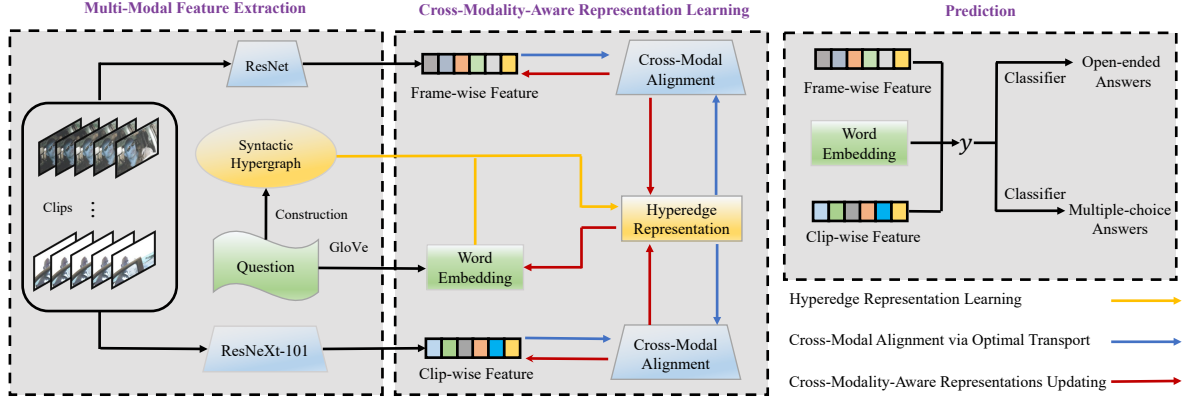 Multi-Modal Feature Extraction
Cross-Modality-Aware Representation Learning
Prediction
ResNet
Clips
⋮
Syntactic
Hypergraph
Construction
GloVe
Question
ResNeXt-101
Frame-wise Feature
Cross-Modal
Alignment
Hyperedge
Representation
Word
Embedding
Clip-wise Feature
Cross-Modal
Alignment
Frame-wise Feature
Word
Embedding
Clip-wise Feature
y
Classifier
Open-ended
Answers
Classifier
Multiple-choice
Answers
Hyperedge Representation Learning
Cross-Modal Alignment via Optimal Transport
Cross-Modality-Aware Representations Updating